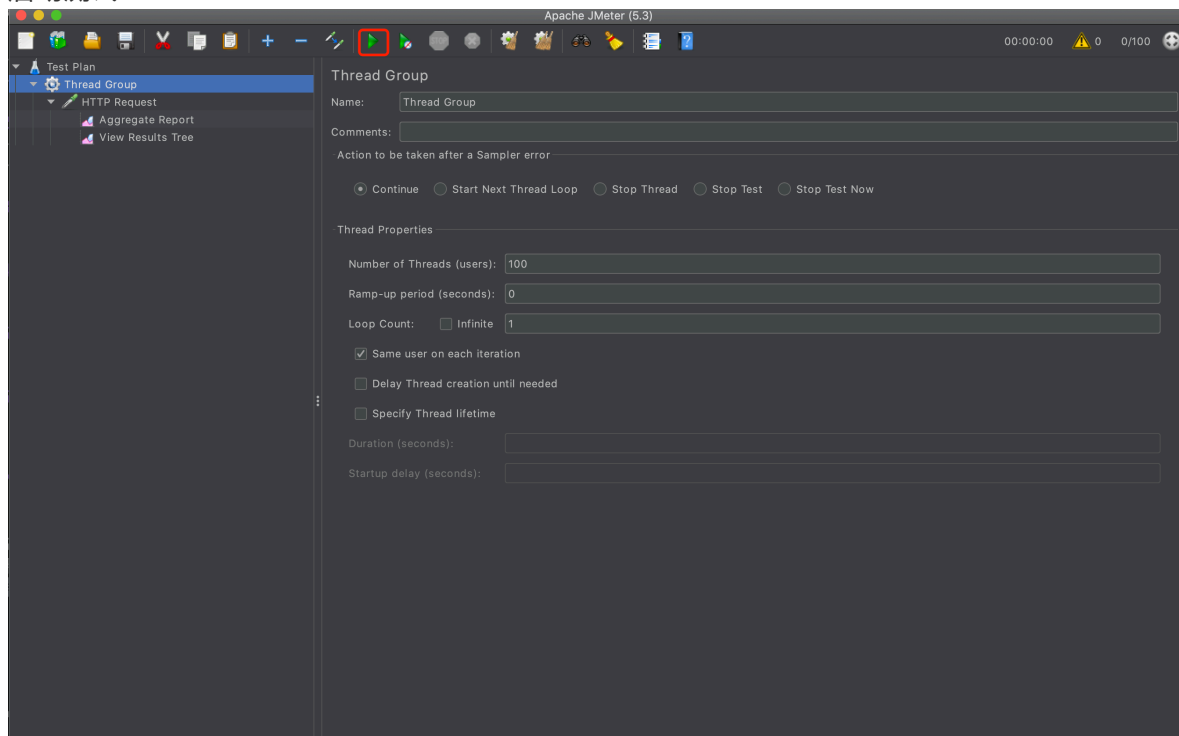 Apache JMeter (5.3)
00:00:00 0 0/100
Test Plan
Thread Group
HTTP Request
Aggregate Report
View Results Tree
Thread Group
Name: Thread Group
Comments:
Action to be taken after a Sampler error
Continue Start Next Thread Loop Stop Thread Stop Test Stop Test Now
Thread Properties
Number of Threads (users): 100
Ramp-up period (seconds): 0
Loop Count: Infinite 1
Same user on each iteration
Delay Thread creation until needed
Specify Thread lifetime
Duration (seconds):
Startup delay (seconds):